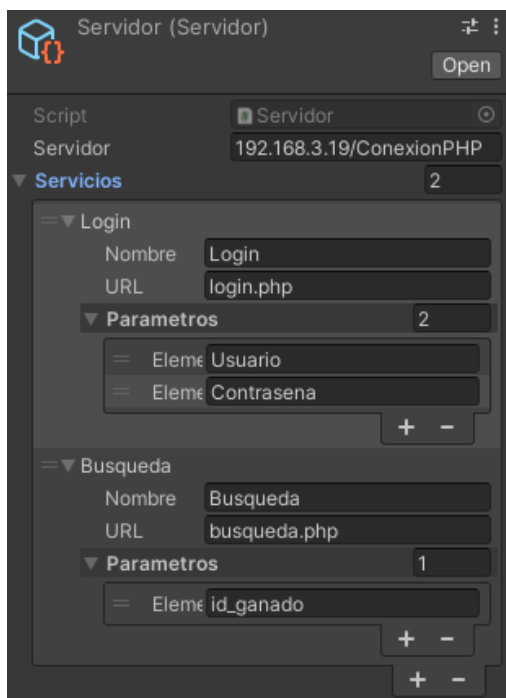 Servidor (Servidor)
Open
Script Servidor
Servidor 192.168.3.19/ConexionPHP
Servicios 2
Login
Nombre Login
URL login.php
Parametros 2
Eleme Usuario
Eleme Contrasena
+ -
Busqueda
Nombre Busqueda
URL busqueda.php
Parametros 1
Eleme id_ganado
+ -
+ -